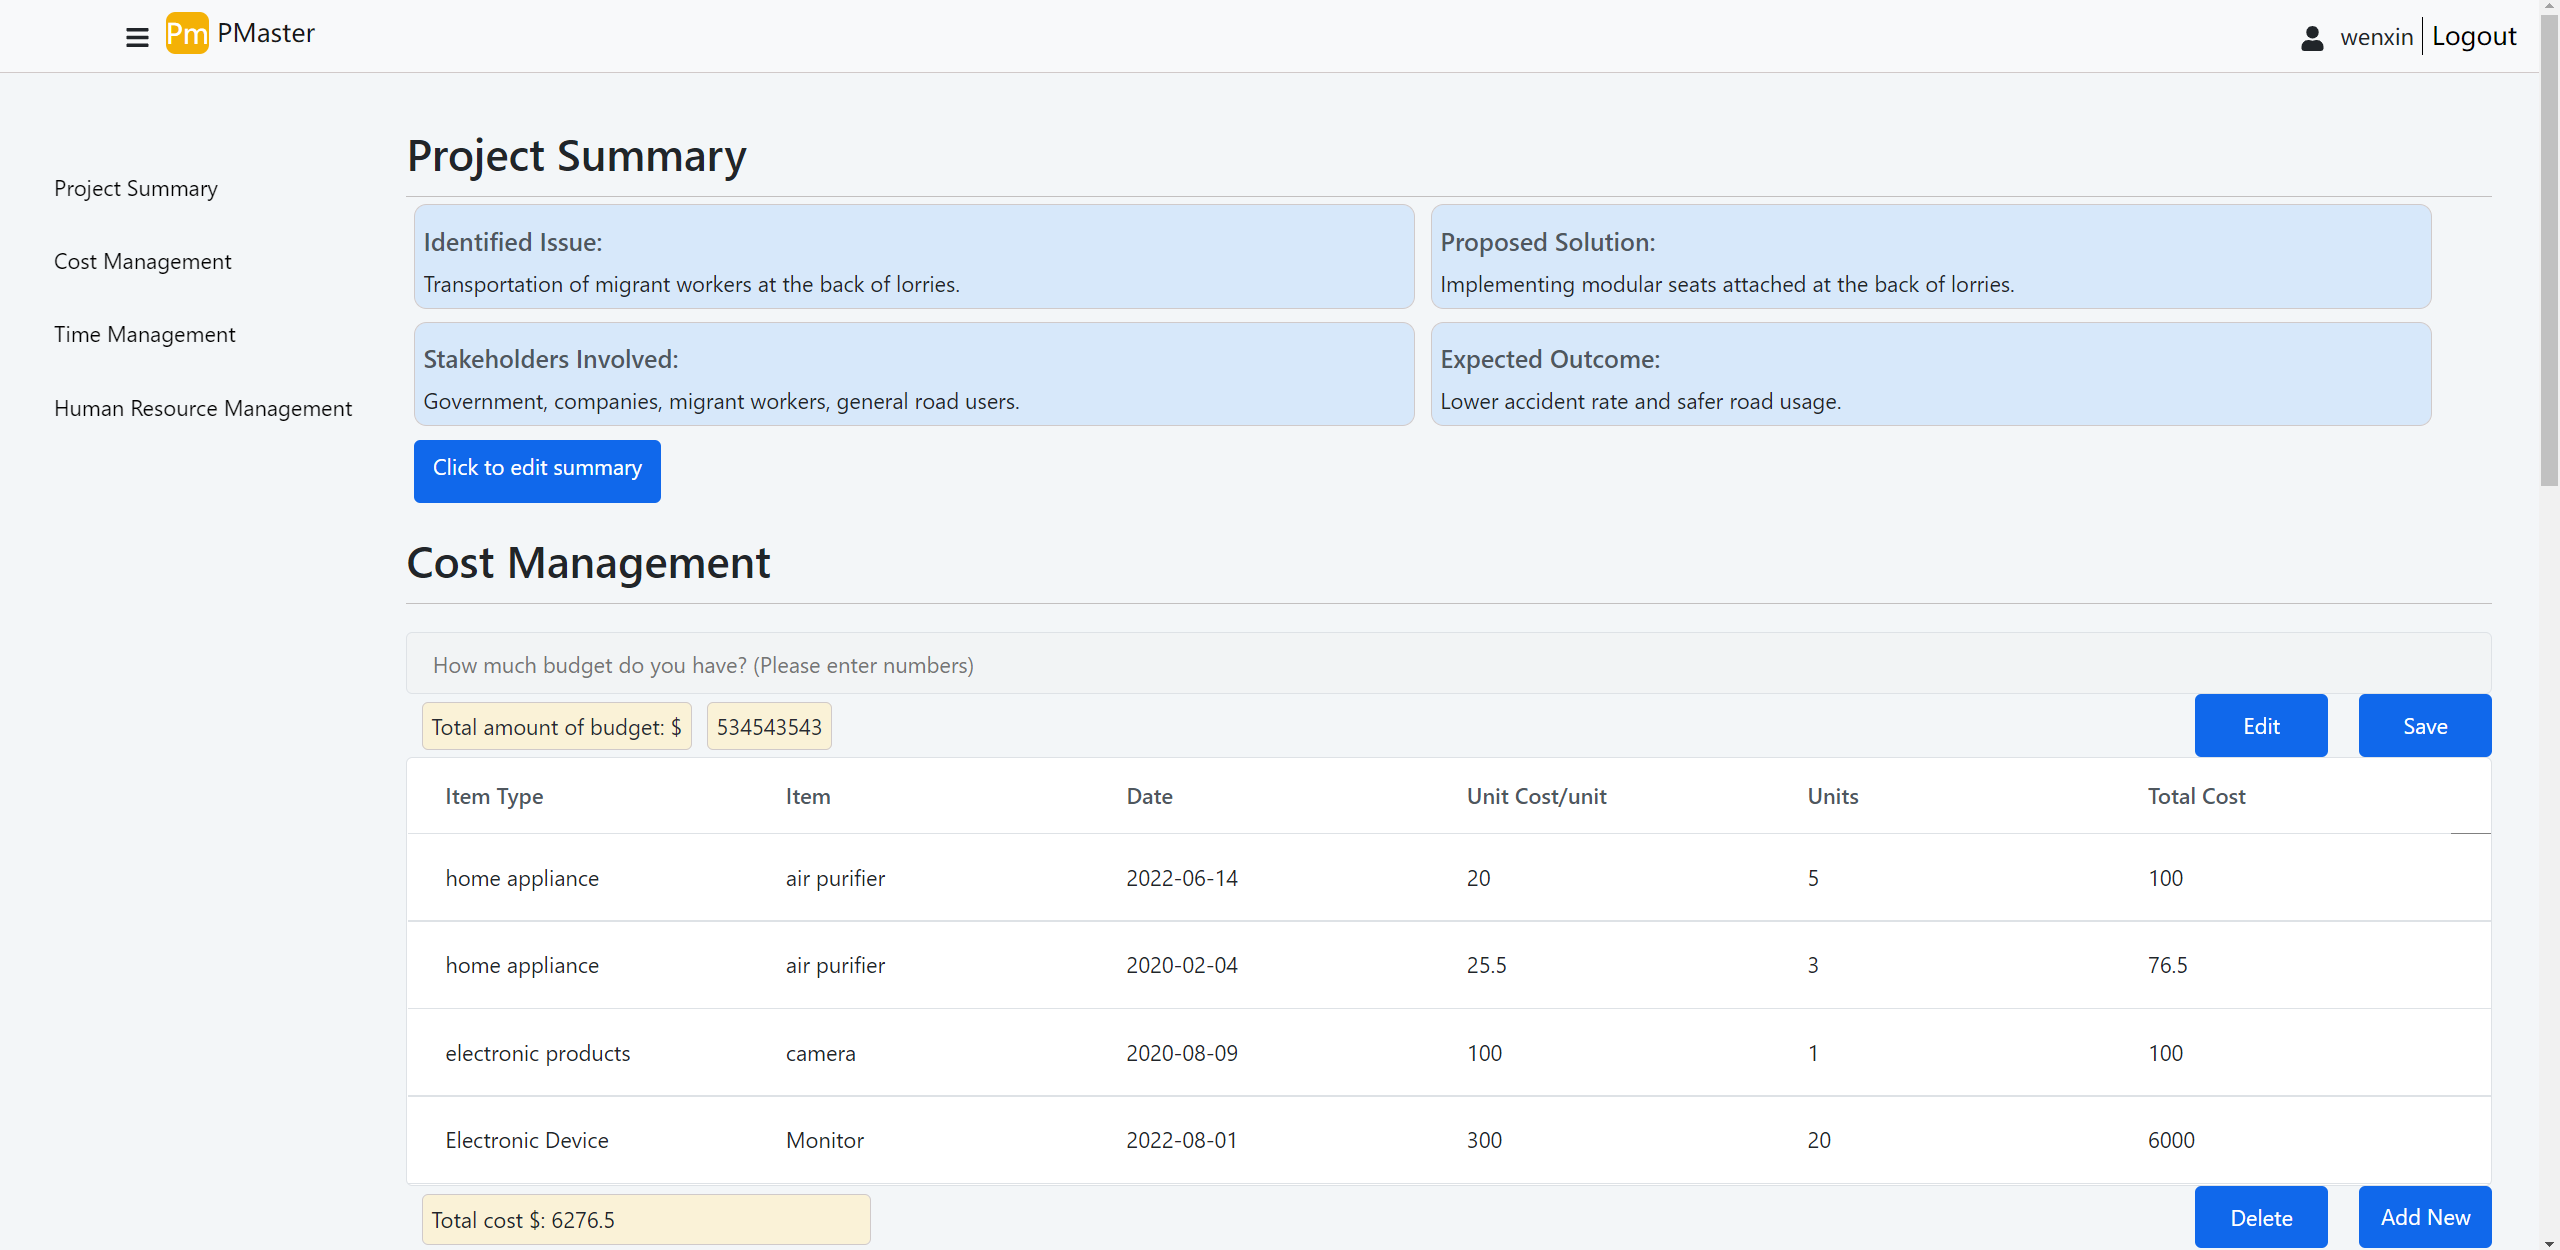 Pm PMaster
wenxin Logout
Project Summary
Cost Management
Time Management
Human Resource Management
Project Summary
Identified Issue:
Transportation of migrant workers at the back of lorries.
Proposed Solution:
Implementing modular seats attached at the back of lorries.
Stakeholders Involved:
Government, companies, migrant workers, general road users.
Expected Outcome:
Lower accident rate and safer road usage.
Click to edit summary
Cost Management
How much budget do you have? (Please enter numbers)
Total amount of budget: $ 534543543
Edit Save
Item Type Item Date Unit Cost/unit Units Total Cost
home appliance air purifier 2022-06-14 20 5 100
home appliance air purifier 2020-02-04 25.5 3 76.5
electronic products camera 2020-08-09 100 1 100
Electronic Device Monitor 2022-08-01 300 20 6000
Total cost $: 6276.5
Delete Add New